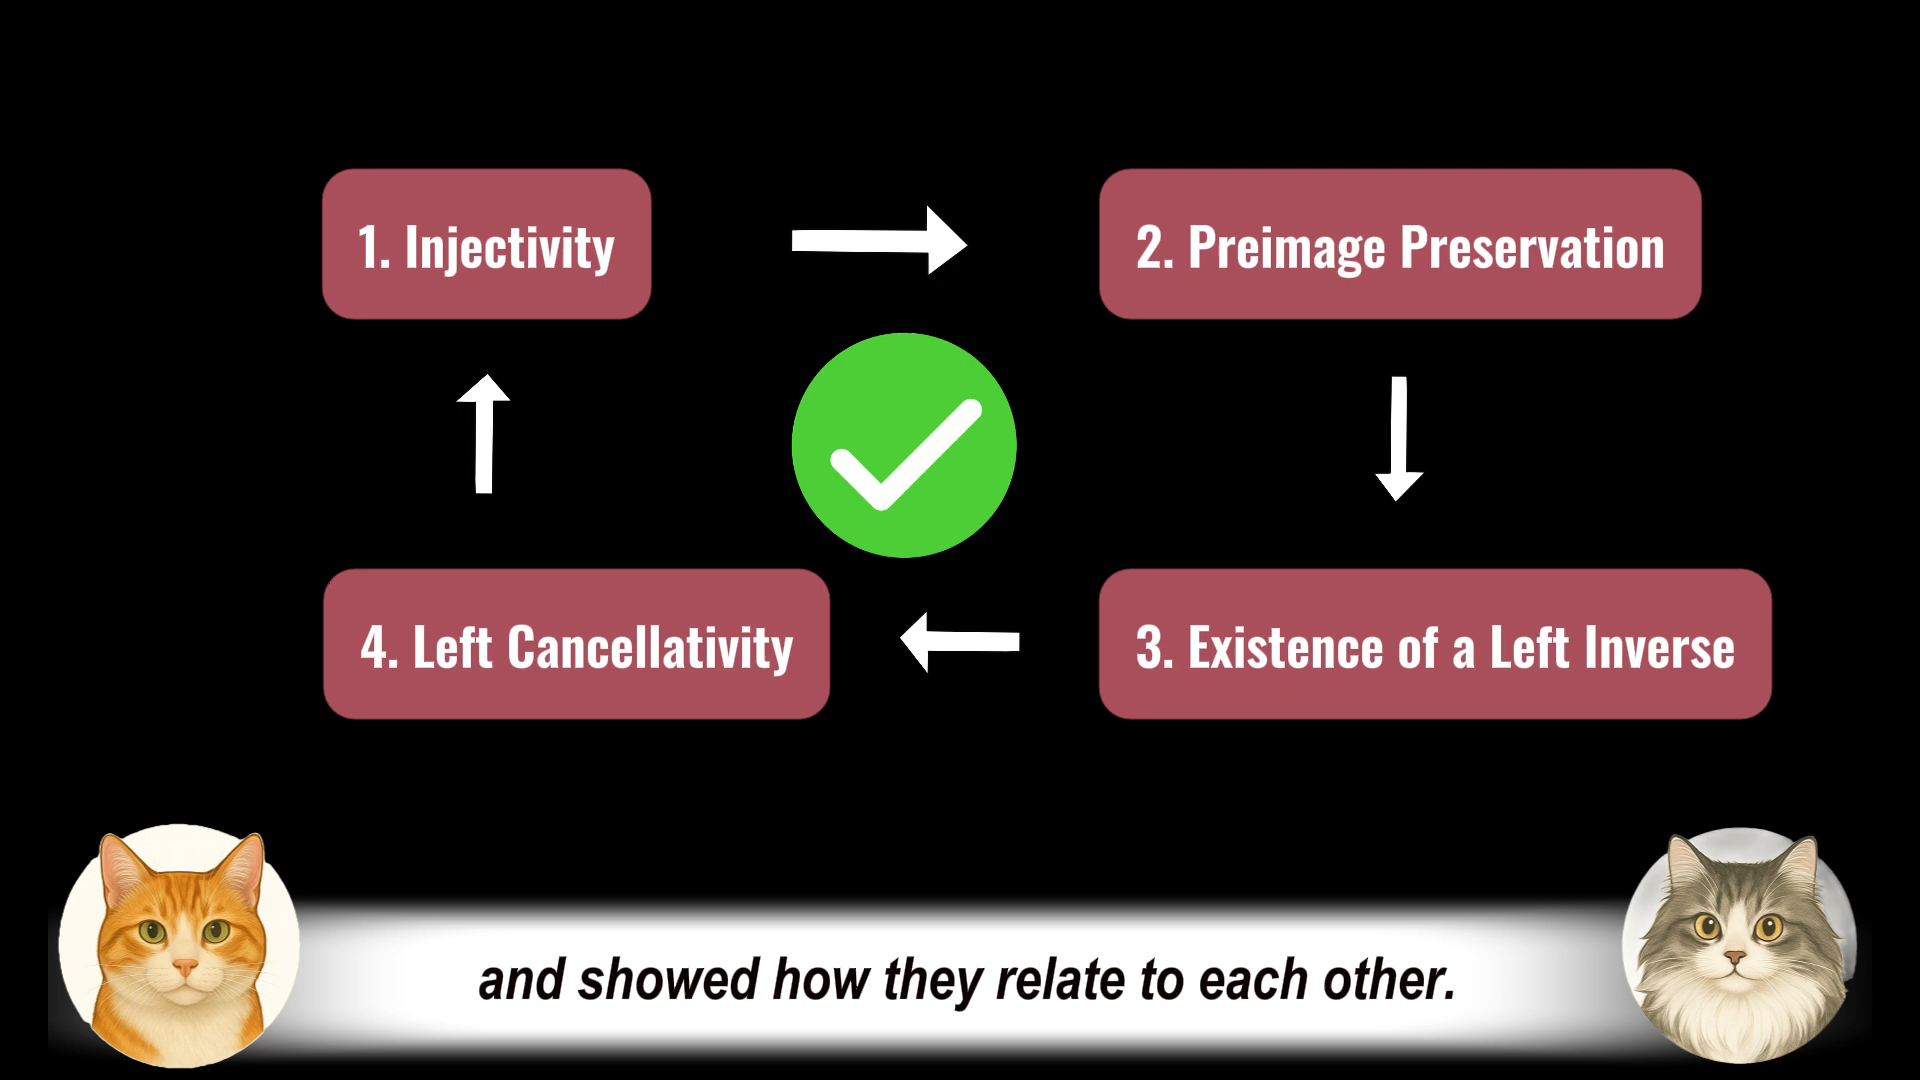 1. Injectivity
2. Preimage Preservation
4. Left Cancellativity
3. Existence of a Left Inverse
and showed how they relate to each other.